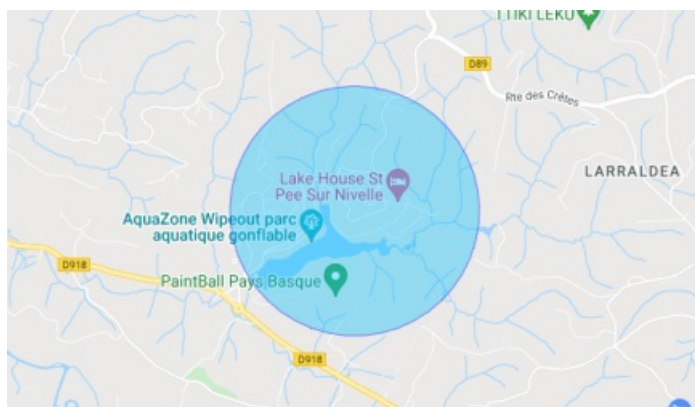 ITTIKI LEKU
D89
Rte des Crêtes
Lake House St
Pee Sur Nivelle
LARRALDEA
AquaZone Wipeout parc
aquatique gonflable
D918
PaintBall Pays Basque
D918